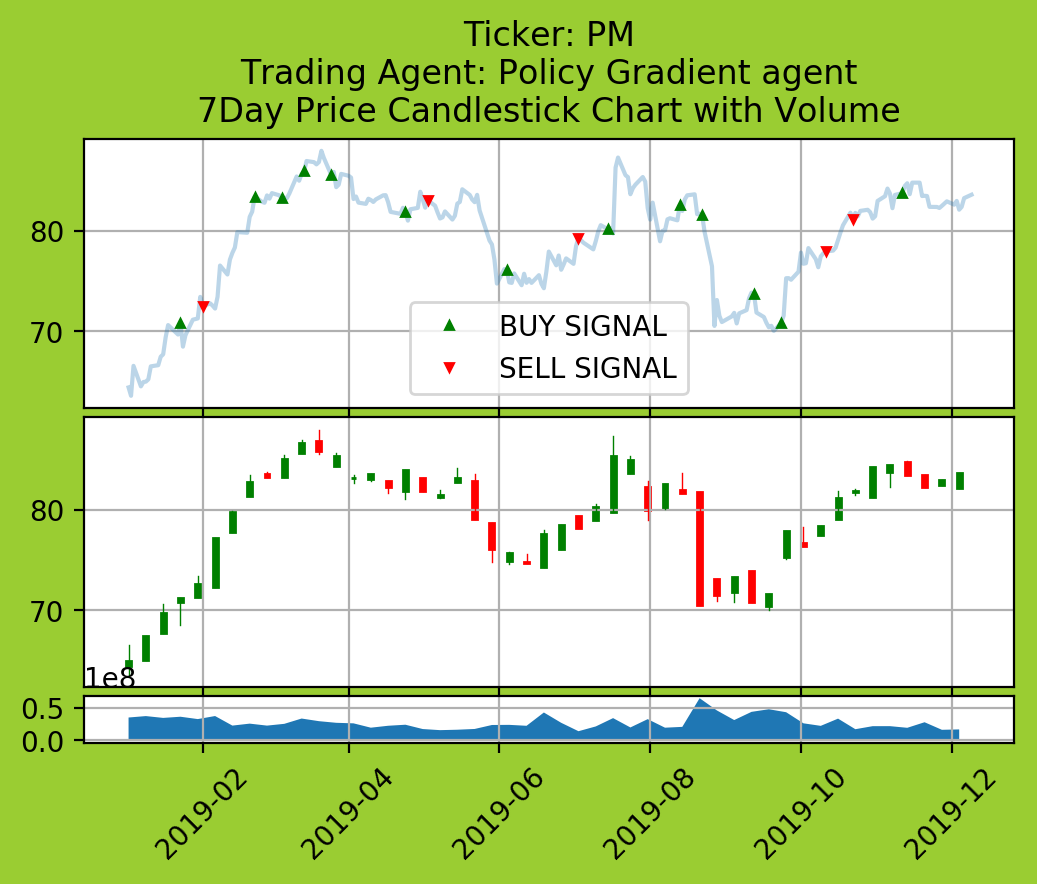 Ticker: PM
Trading Agent: Policy Gradient agent
7Day Price Candlestick Chart with Volume
80
70
BUY SIGNAL
SELL SIGNAL
80
70
1e8
0.5
0.0
2019-02
2019-04
2019-06
2019-08
2019-10
2019-12